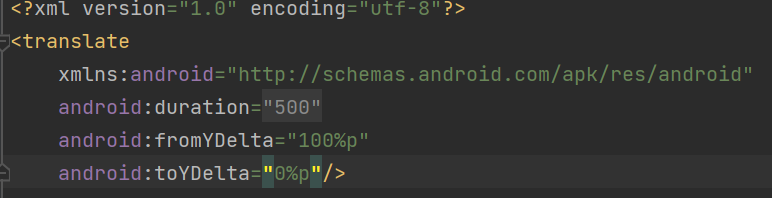 <?xml version="1.0" encoding="utf-8"?>
<translate
    xmlns:android="http://schemas.android.com/apk/res/android"
    android:duration="500"
    android:fromYDelta="100%p"
    android:toYDelta="0%p"/>